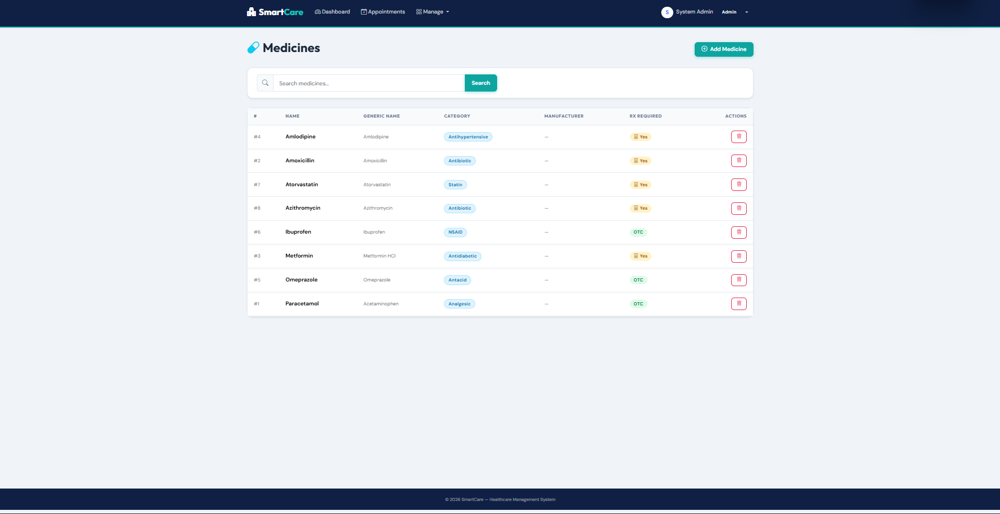 SmartCare Dashboard Appointments Manage S System Admin Admin
Medicines
Add Medicine
Search medicines... Search
# NAME GENERIC NAME CATEGORY MANUFACTURER RX REQUIRED ACTIONS
#4 Amlodipine Amlodipine Antihypertensive — Yes
#2 Amoxicillin Amoxicillin Antibiotic — Yes
#7 Atorvastatin Atorvastatin Statin — Yes
#8 Azithromycin Azithromycin Antibiotic — Yes
#6 Ibuprofen Ibuprofen NSAID — OTC
#3 Metformin Metformin HCl Antidiabetic — Yes
#5 Omeprazole Omeprazole Antacid — OTC
#1 Paracetamol Acetaminophen Analgesic — OTC
© 2026 SmartCare — Healthcare Management System